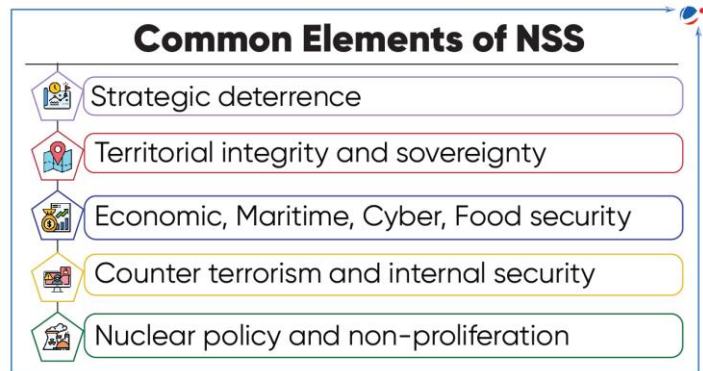 Common Elements of NSS
Strategic deterrence
Territorial integrity and sovereignty
Economic, Maritime, Cyber, Food security
Counter terrorism and internal security
Nuclear policy and non-proliferation